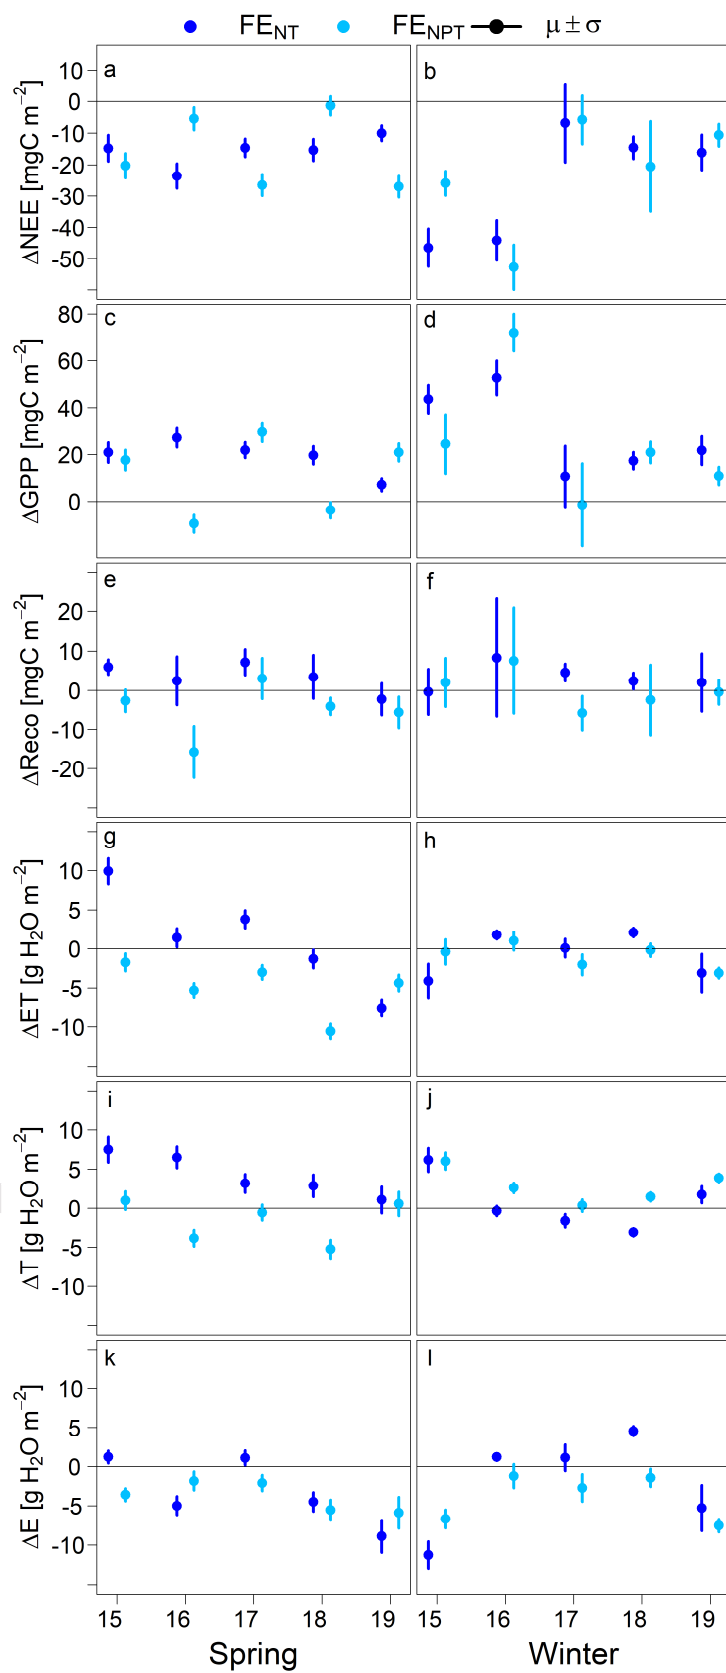 FE_NT FE_NPT μ ± σ
a b
ΔNEE [mgC m⁻²]
10
0
-10
-20
-30
-40
-50
c d
ΔGPP [mgC m⁻²]
80
60
40
20
0
e f
ΔReco [mgC m⁻²]
20
10
0
-10
-20
g h
ΔET [g H₂O m⁻²]
10
5
0
-5
-10
i j
ΔT [g H₂O m⁻²]
10
5
0
-5
-10
k l
ΔE [g H₂O m⁻²]
10
5
0
-5
-10
15 16 17 18 19 15 16 17 18 19
Spring Winter